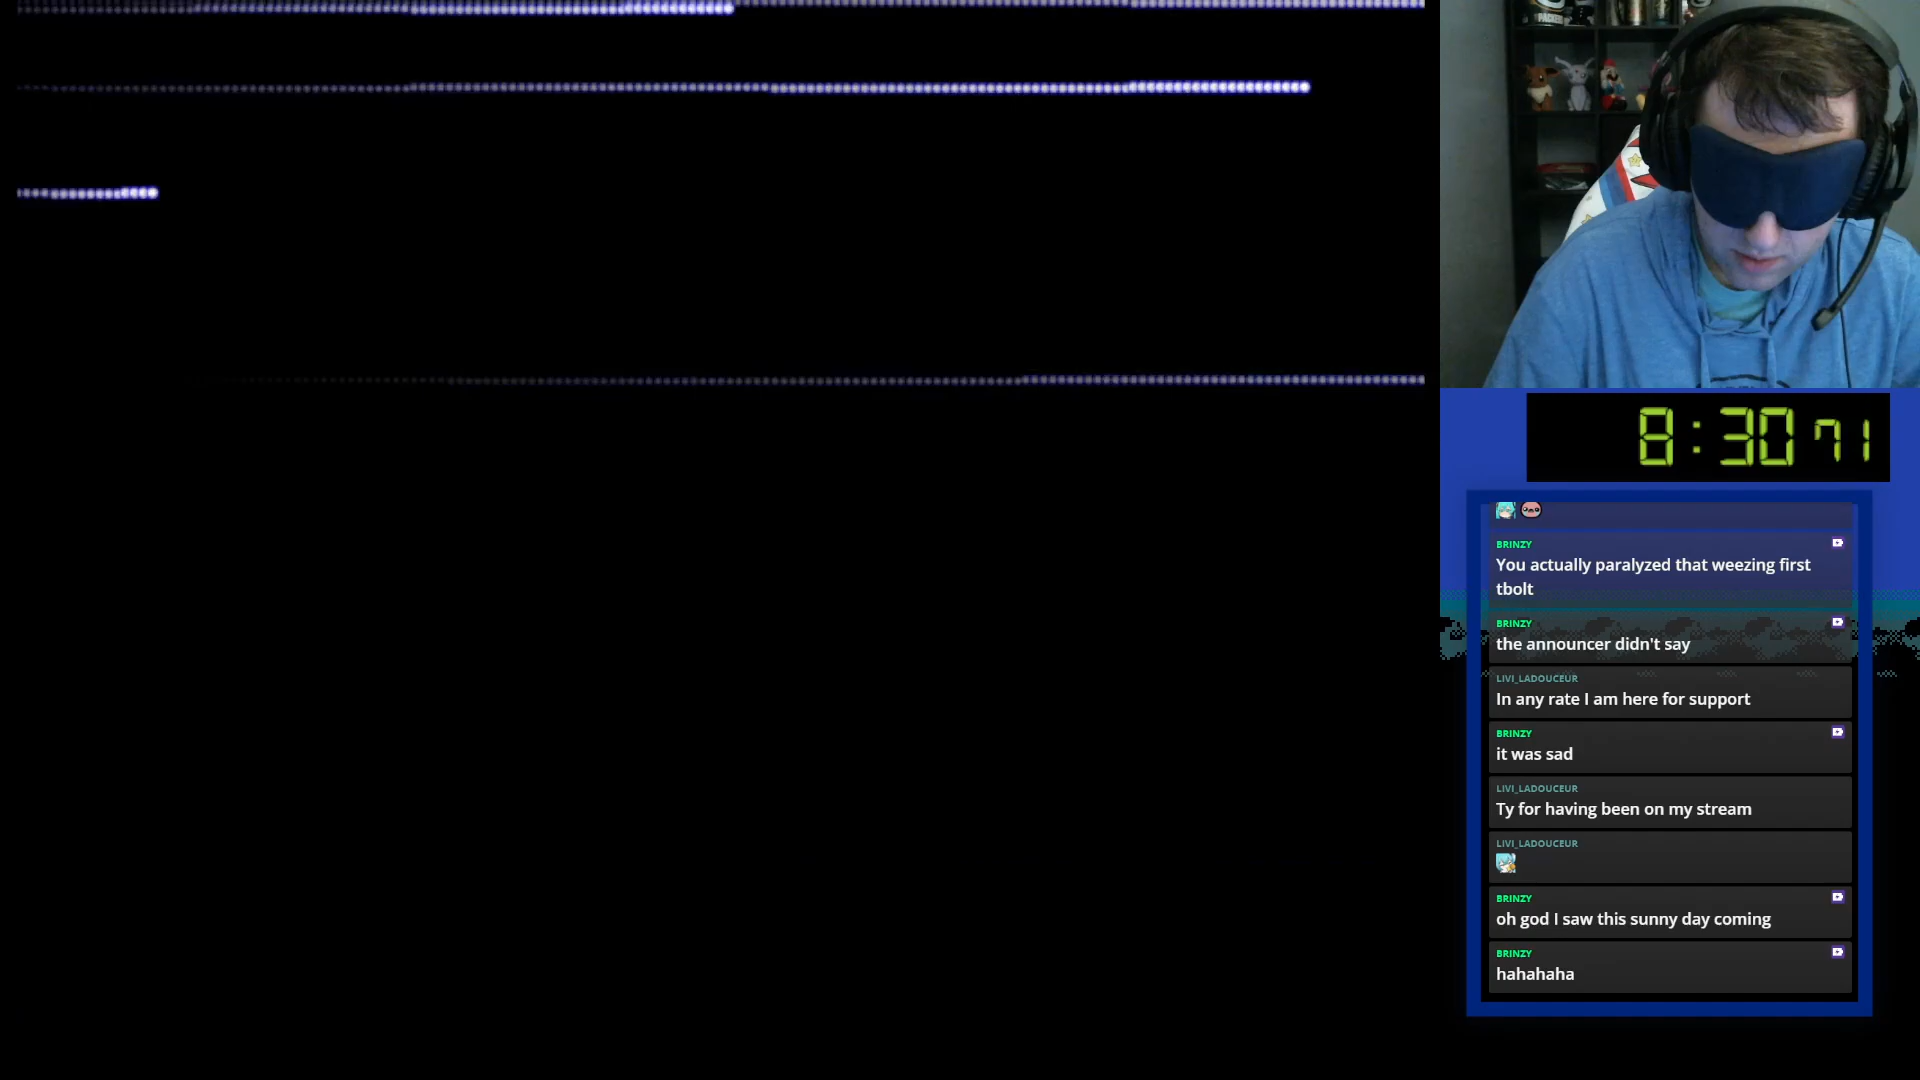 PACKERS
8:30 71
BRINZY
You actually paralyzed that weezing first
tbolt
BRINZY
the announcer didn't say
LIVI_LADOUCEUR
In any rate I am here for support
BRINZY
it was sad
LIVI_LADOUCEUR
Ty for having been on my stream
LIVI_LADOUCEUR
BRINZY
oh god I saw this sunny day coming
BRINZY
hahahaha